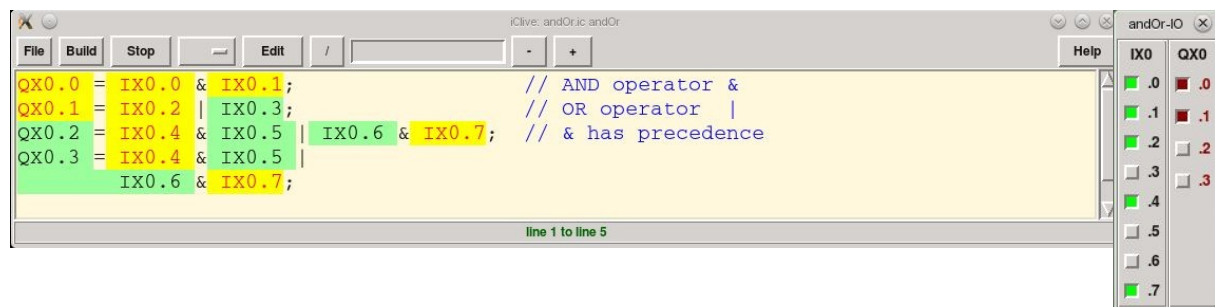 iClive: andOr.ic andOr
File Build Stop Edit / - + Help
QX0.0 = IX0.0 & IX0.1; // AND operator &
QX0.1 = IX0.2 | IX0.3; // OR operator |
QX0.2 = IX0.4 & IX0.5 | IX0.6 & IX0.7; // & has precedence
QX0.3 = IX0.4 & IX0.5 |
IX0.6 & IX0.7;
line 1 to line 5
andOr-IO
IX0 QX0
.0 .0
.1 .1
.2 .2
.3 .3
.4
.5
.6
.7